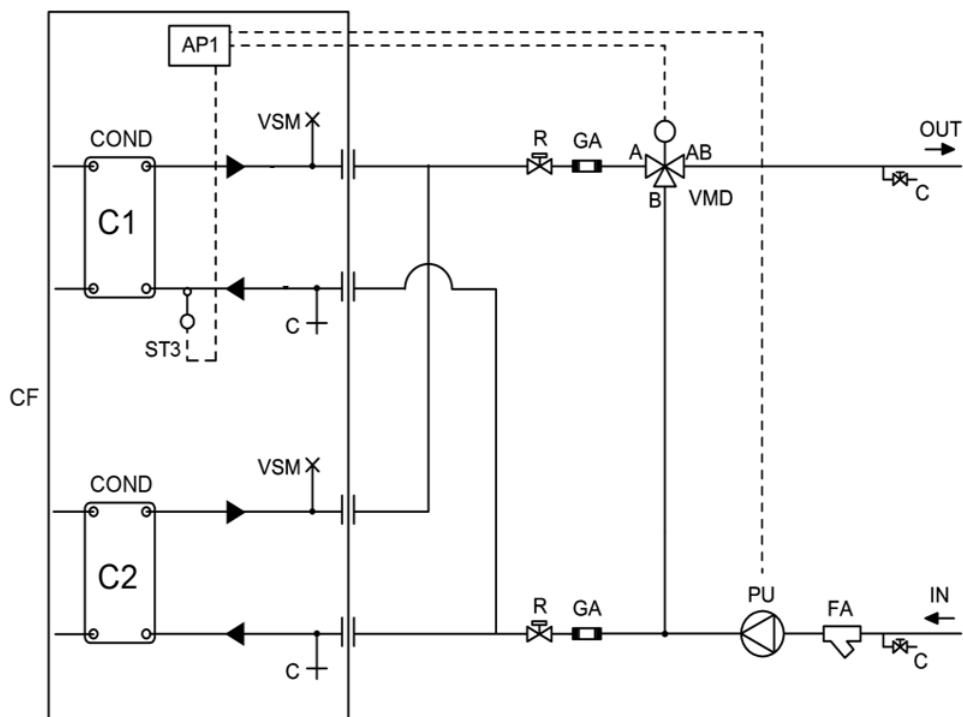 AP1
OUT
COND
VSM
R
GA
A
AB
B
VMD
C
C1
C
ST3
CF
COND
VSM
C2
C
R
GA
PU
FA
IN
C